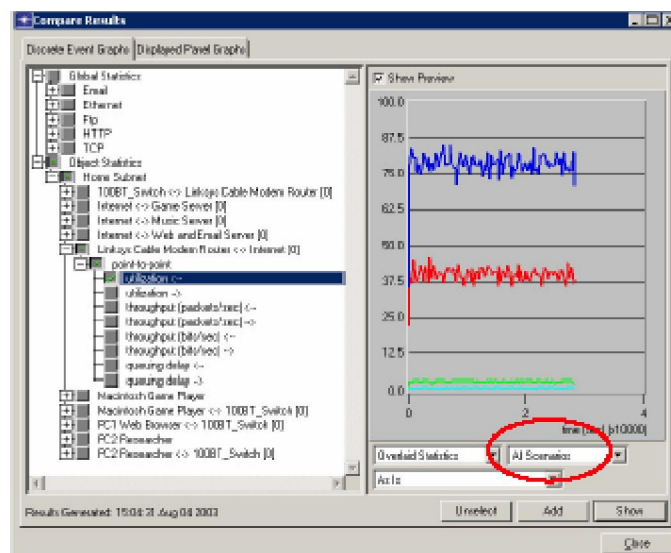 Compare Results
Discrete Event Graphs Displayed Panel Graphs
Global Statistics
Email
Ethernet
Ftp
HTTP
TCP
Object Statistics
Home Subnet
100BT_Switch <-> Linksys Cable Modem Router [0]
Internet <-> Game Server [0]
Internet <-> Music Server [0]
Internet <-> Web and Email Server [0]
Linksys Cable Modem Router <-> Internet [0]
point-to-point
utilization <--
utilization -->
throughput (packets/sec) <--
throughput (packets/sec) -->
throughput (bits/sec) <--
throughput (bits/sec) -->
queuing delay <--
queuing delay -->
Macintosh Game Player
Macintosh Game Player <-> 100BT_Switch [0]
PC1 Web Browser <-> 100BT_Switch [0]
PC2 Researcher
PC2 Researcher <-> 100BT_Switch [0]
Show Preview
100.0
87.5
75.0
62.5
50.0
37.5
25.0
12.5
0.0
0 2 4
time (sec) (x10000)
Overlaid Statistics
All Scenarios
As Is
Results Generated: 15:04:31 Aug 04 2003
Unselect Add Show
Close